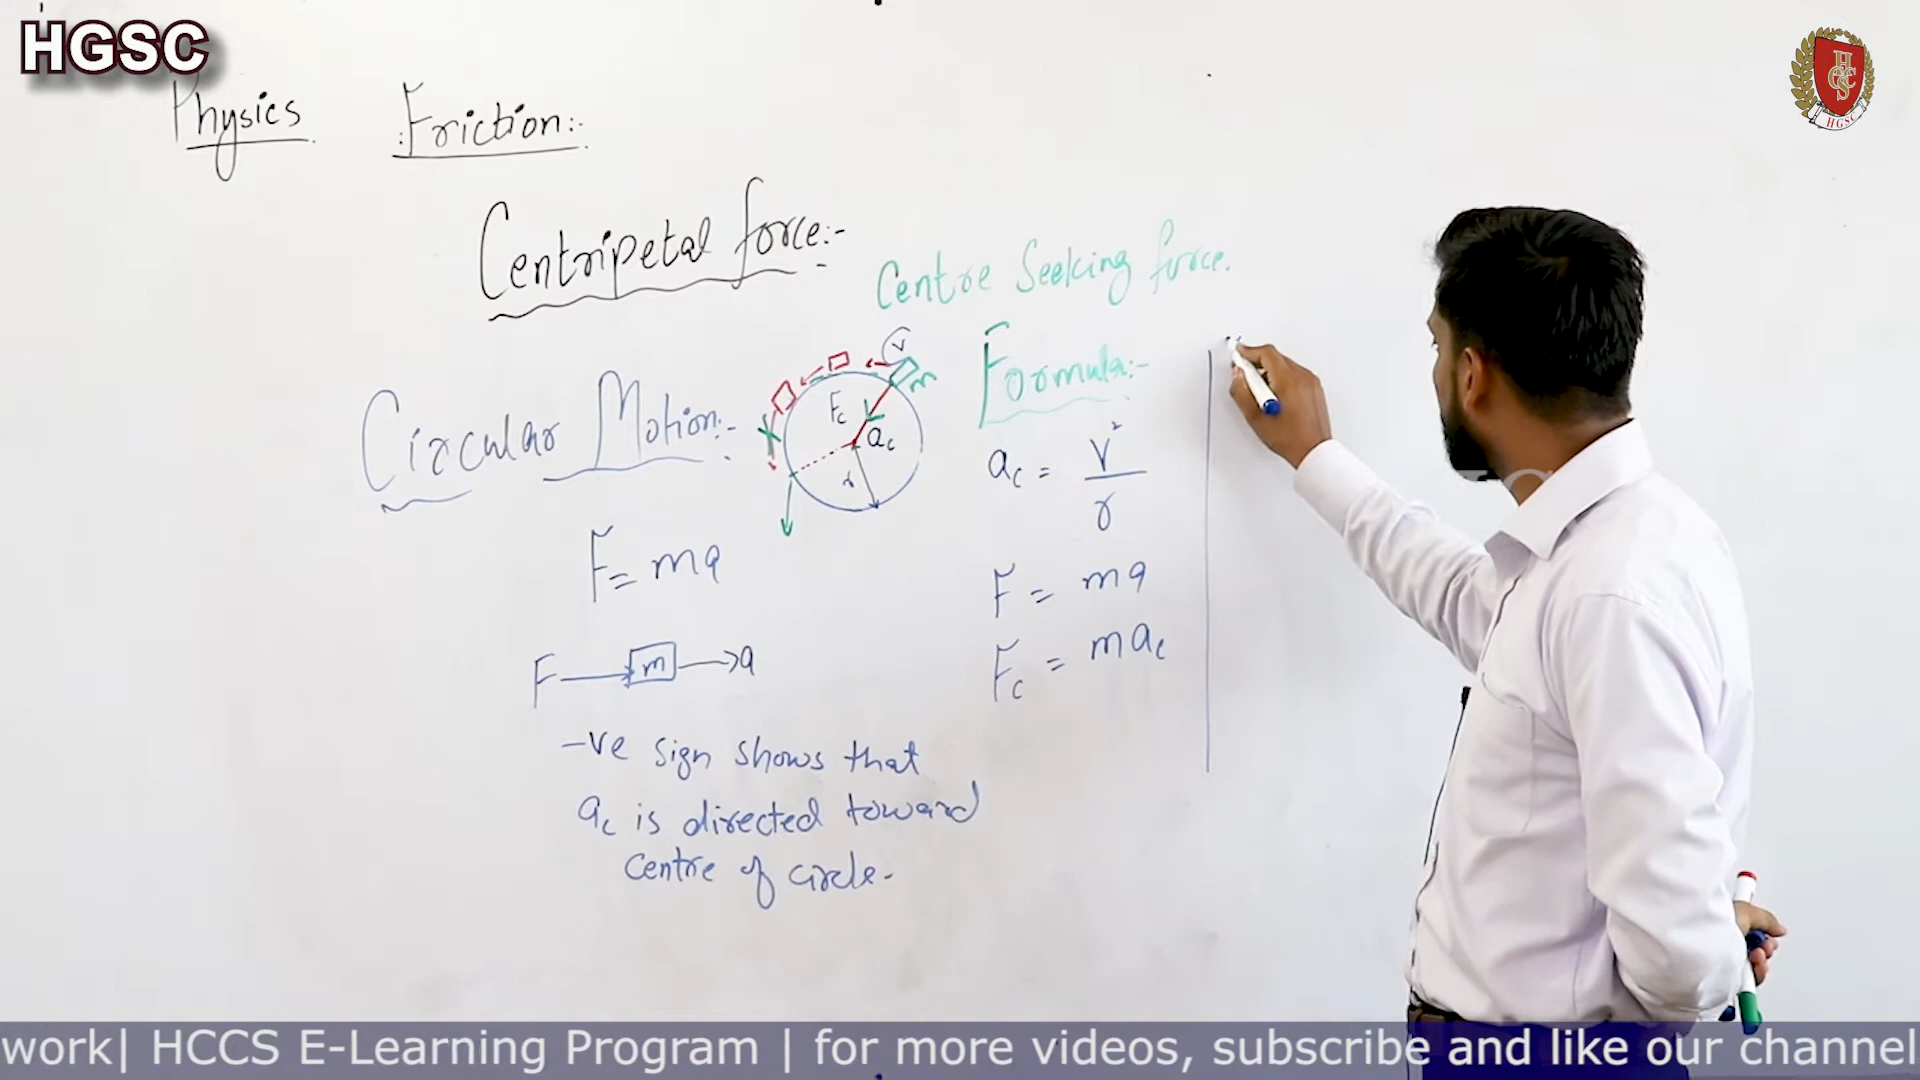 HGSC
HCCS
HGSC
Physics Friction:-
Centripetal force:-
Centre Seeking force.
Circular Motion:-
V
m
Fc
ac
r
Formula:-
ac = V²/r
F = ma
F = ma
Fc = mac
F → m → a
-ve sign shows that
ac is directed toward
Centre of circle.
work| HCCS E-Learning Program | for more videos, subscribe and like our channel